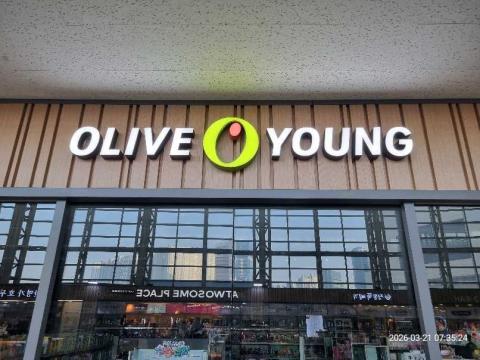 OLIVE YOUNG
ATWOSOME PLACE
2026-03-21 07:35:24